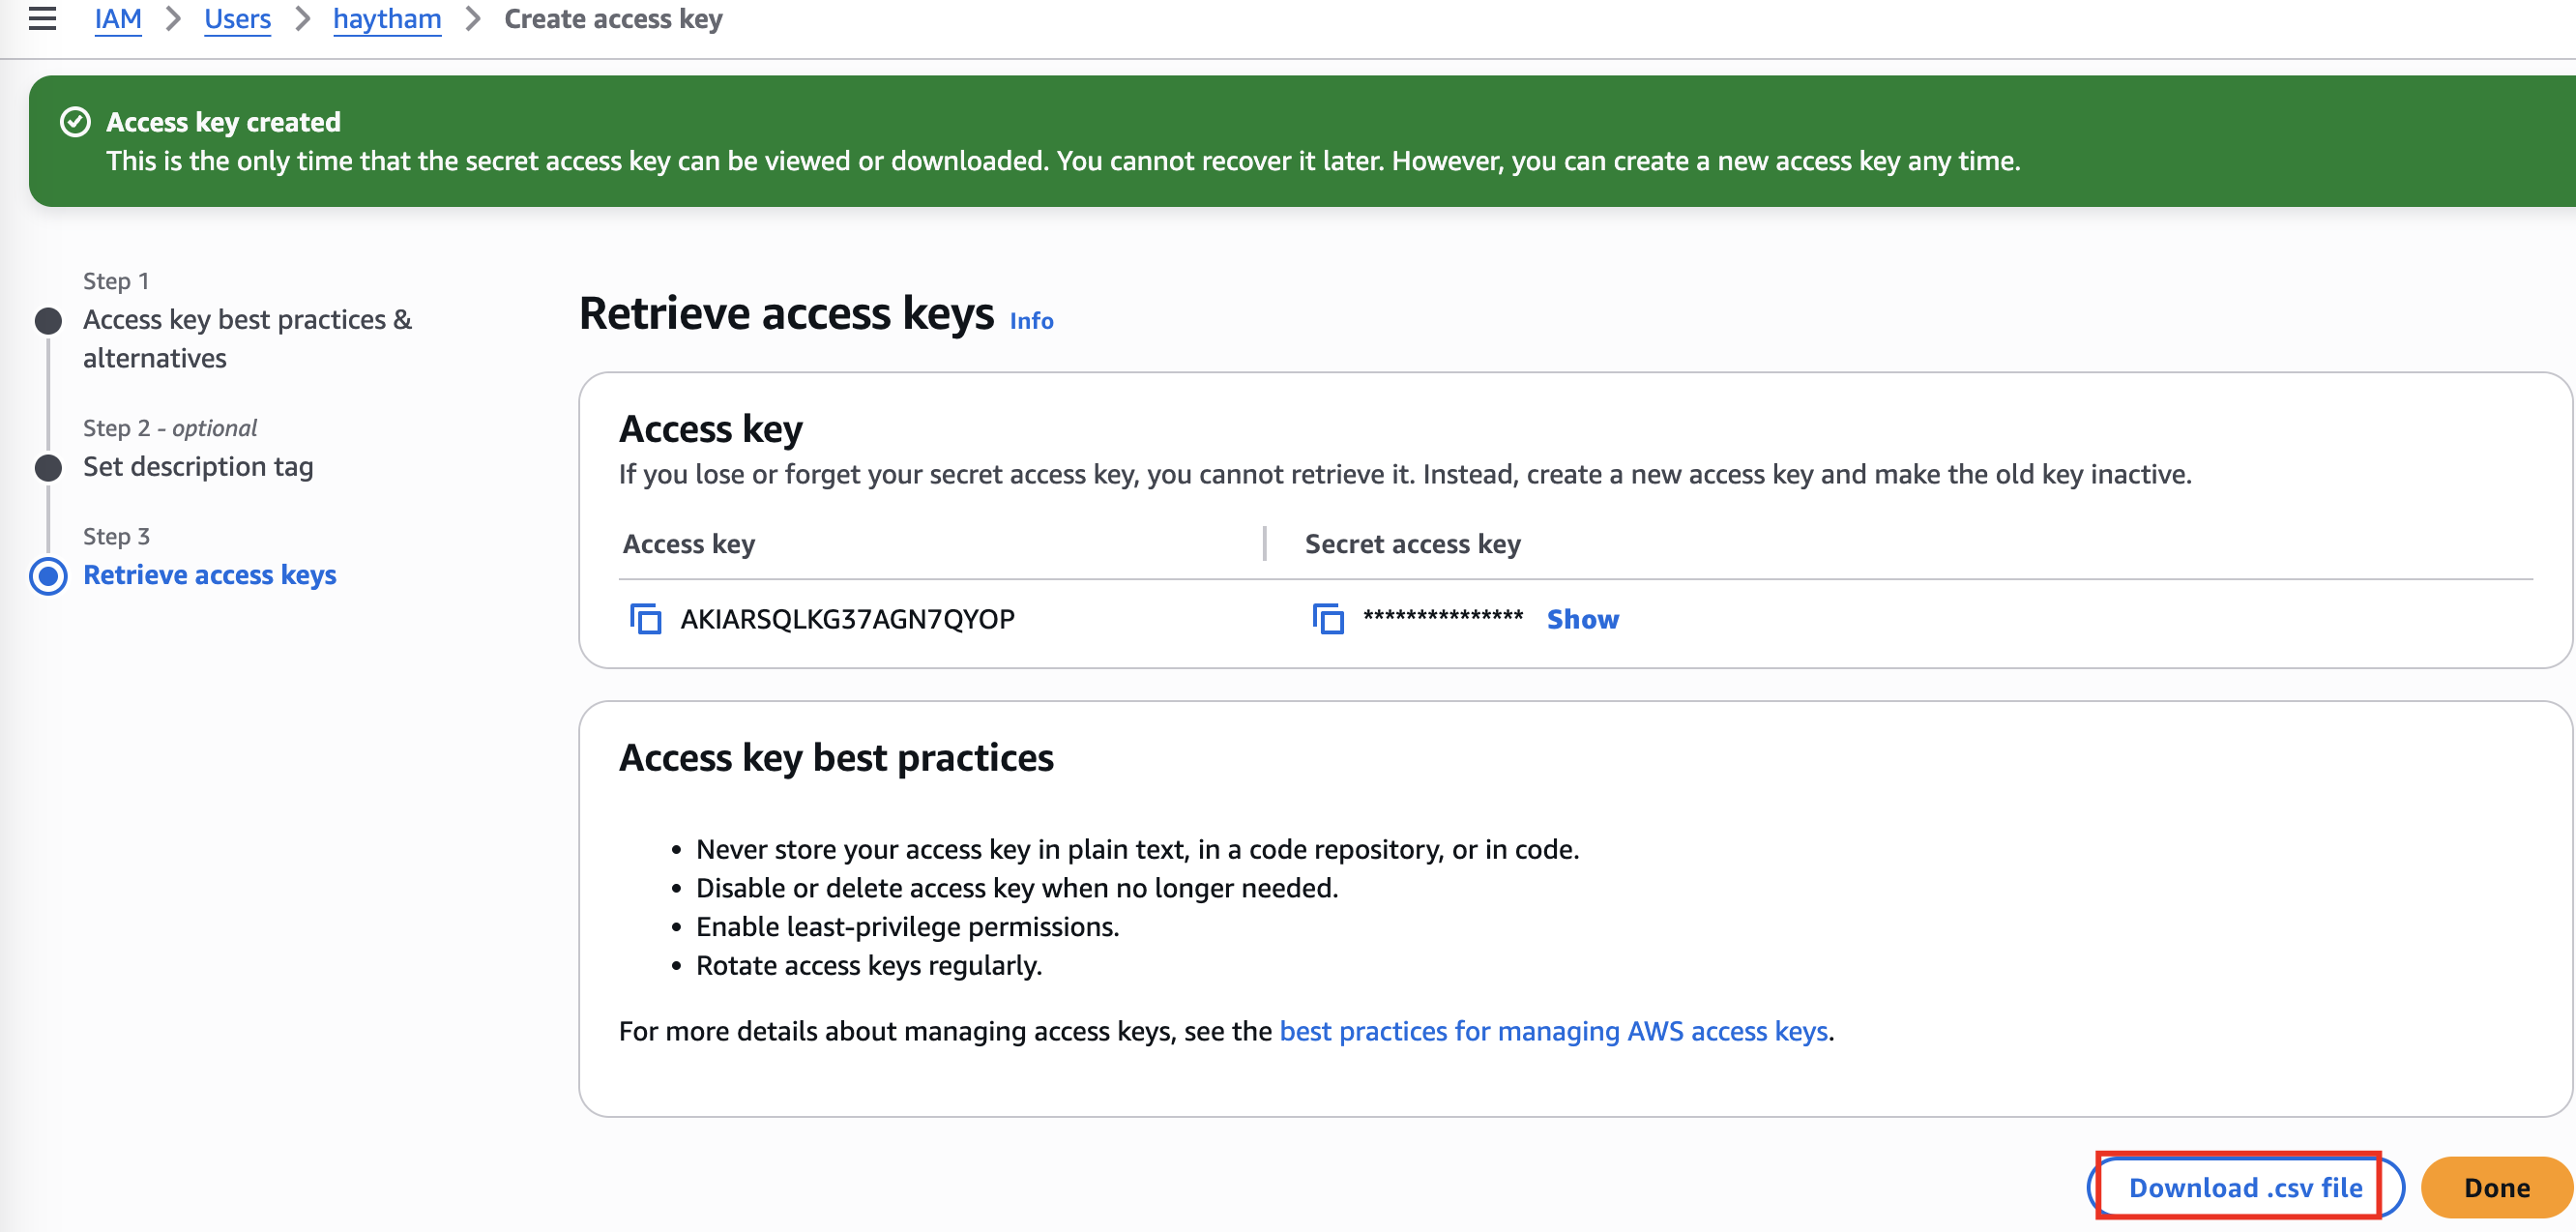 IAM > Users > haytham > Create access key
Access key created
This is the only time that the secret access key can be viewed or downloaded. You cannot recover it later. However, you can create a new access key any time.
Step 1
Access key best practices &
alternatives
Step 2 - optional
Set description tag
Step 3
Retrieve access keys
Retrieve access keys Info
Access key
If you lose or forget your secret access key, you cannot retrieve it. Instead, create a new access key and make the old key inactive.
Access key | Secret access key
AKIARSQLKG37AGN7QYOP *************** Show
Access key best practices
• Never store your access key in plain text, in a code repository, or in code.
• Disable or delete access key when no longer needed.
• Enable least-privilege permissions.
• Rotate access keys regularly.
For more details about managing access keys, see the best practices for managing AWS access keys.
Download .csv file Done